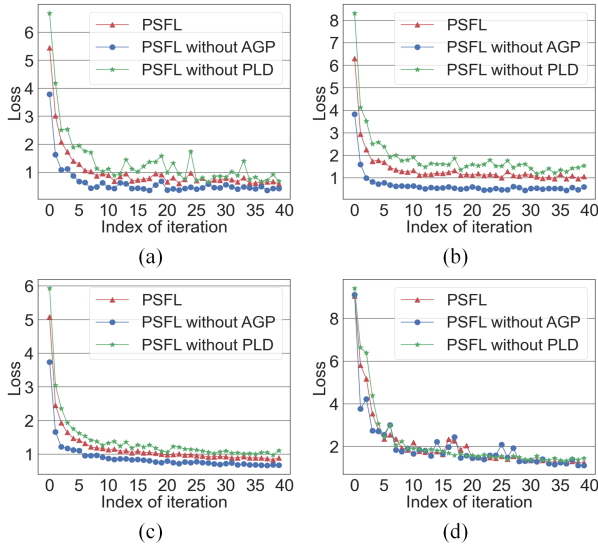 6
5
4
3
2
1
Loss
PSFL
PSFL without AGP
PSFL without PLD
0 5 10 15 20 25 30 35 40
Index of iteration
(a)
8
7
6
5
4
3
2
1
Loss
PSFL
PSFL without AGP
PSFL without PLD
0 5 10 15 20 25 30 35 40
Index of iteration
(b)
6
5
4
3
2
1
Loss
PSFL
PSFL without AGP
PSFL without PLD
0 5 10 15 20 25 30 35 40
Index of iteration
(c)
8
6
4
2
Loss
PSFL
PSFL without AGP
PSFL without PLD
0 5 10 15 20 25 30 35 40
Index of iteration
(d)